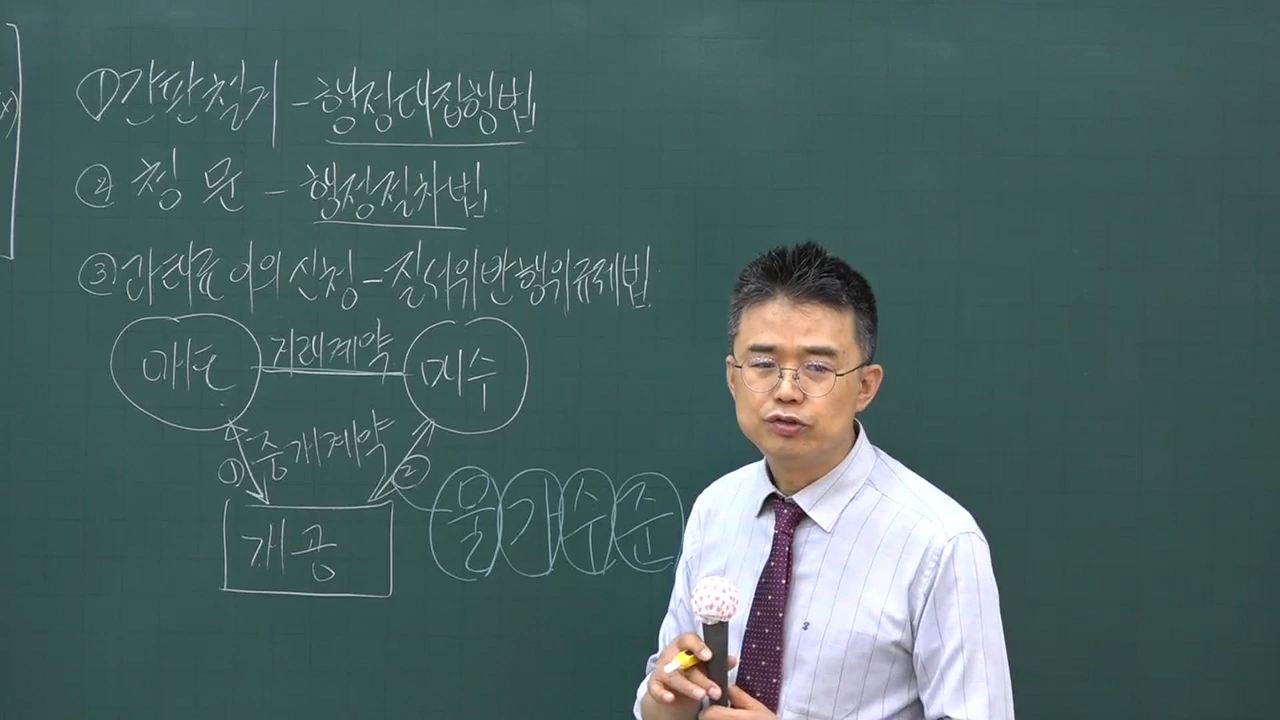 ① 간판철거 - 행정대집행법
② 청문 - 행정절차법
③ 과태료 이의신청 - 질서위반행위규제법
매도 거래계약 매수
① 중개계약 ②
개공 물가수준